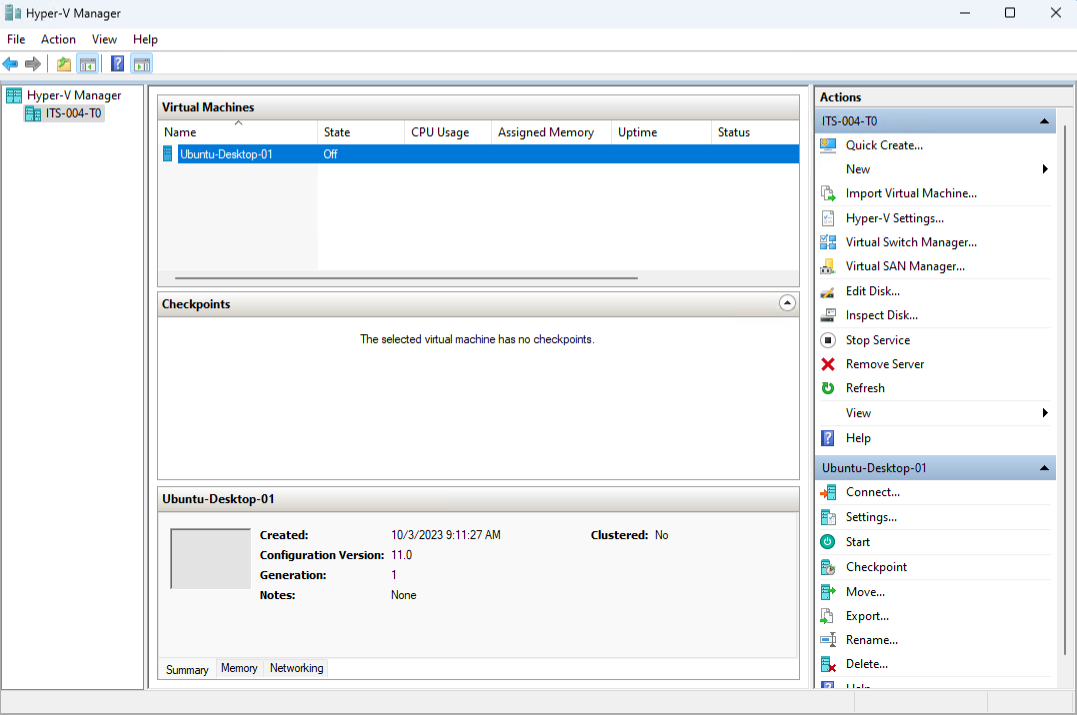 Hyper-V Manager
File Action View Help
Hyper-V Manager
ITS-004-T0
Virtual Machines
Name State CPU Usage Assigned Memory Uptime Status
Ubuntu-Desktop-01 Off
Checkpoints
The selected virtual machine has no checkpoints.
Ubuntu-Desktop-01
Created: 10/3/2023 9:11:27 AM Clustered: No
Configuration Version: 11.0
Generation: 1
Notes: None
Summary Memory Networking
Actions
ITS-004-T0
Quick Create...
New
Import Virtual Machine...
Hyper-V Settings...
Virtual Switch Manager...
Virtual SAN Manager...
Edit Disk...
Inspect Disk...
Stop Service
Remove Server
Refresh
View
Help
Ubuntu-Desktop-01
Connect...
Settings...
Start
Checkpoint
Move...
Export...
Rename...
Delete...
Help